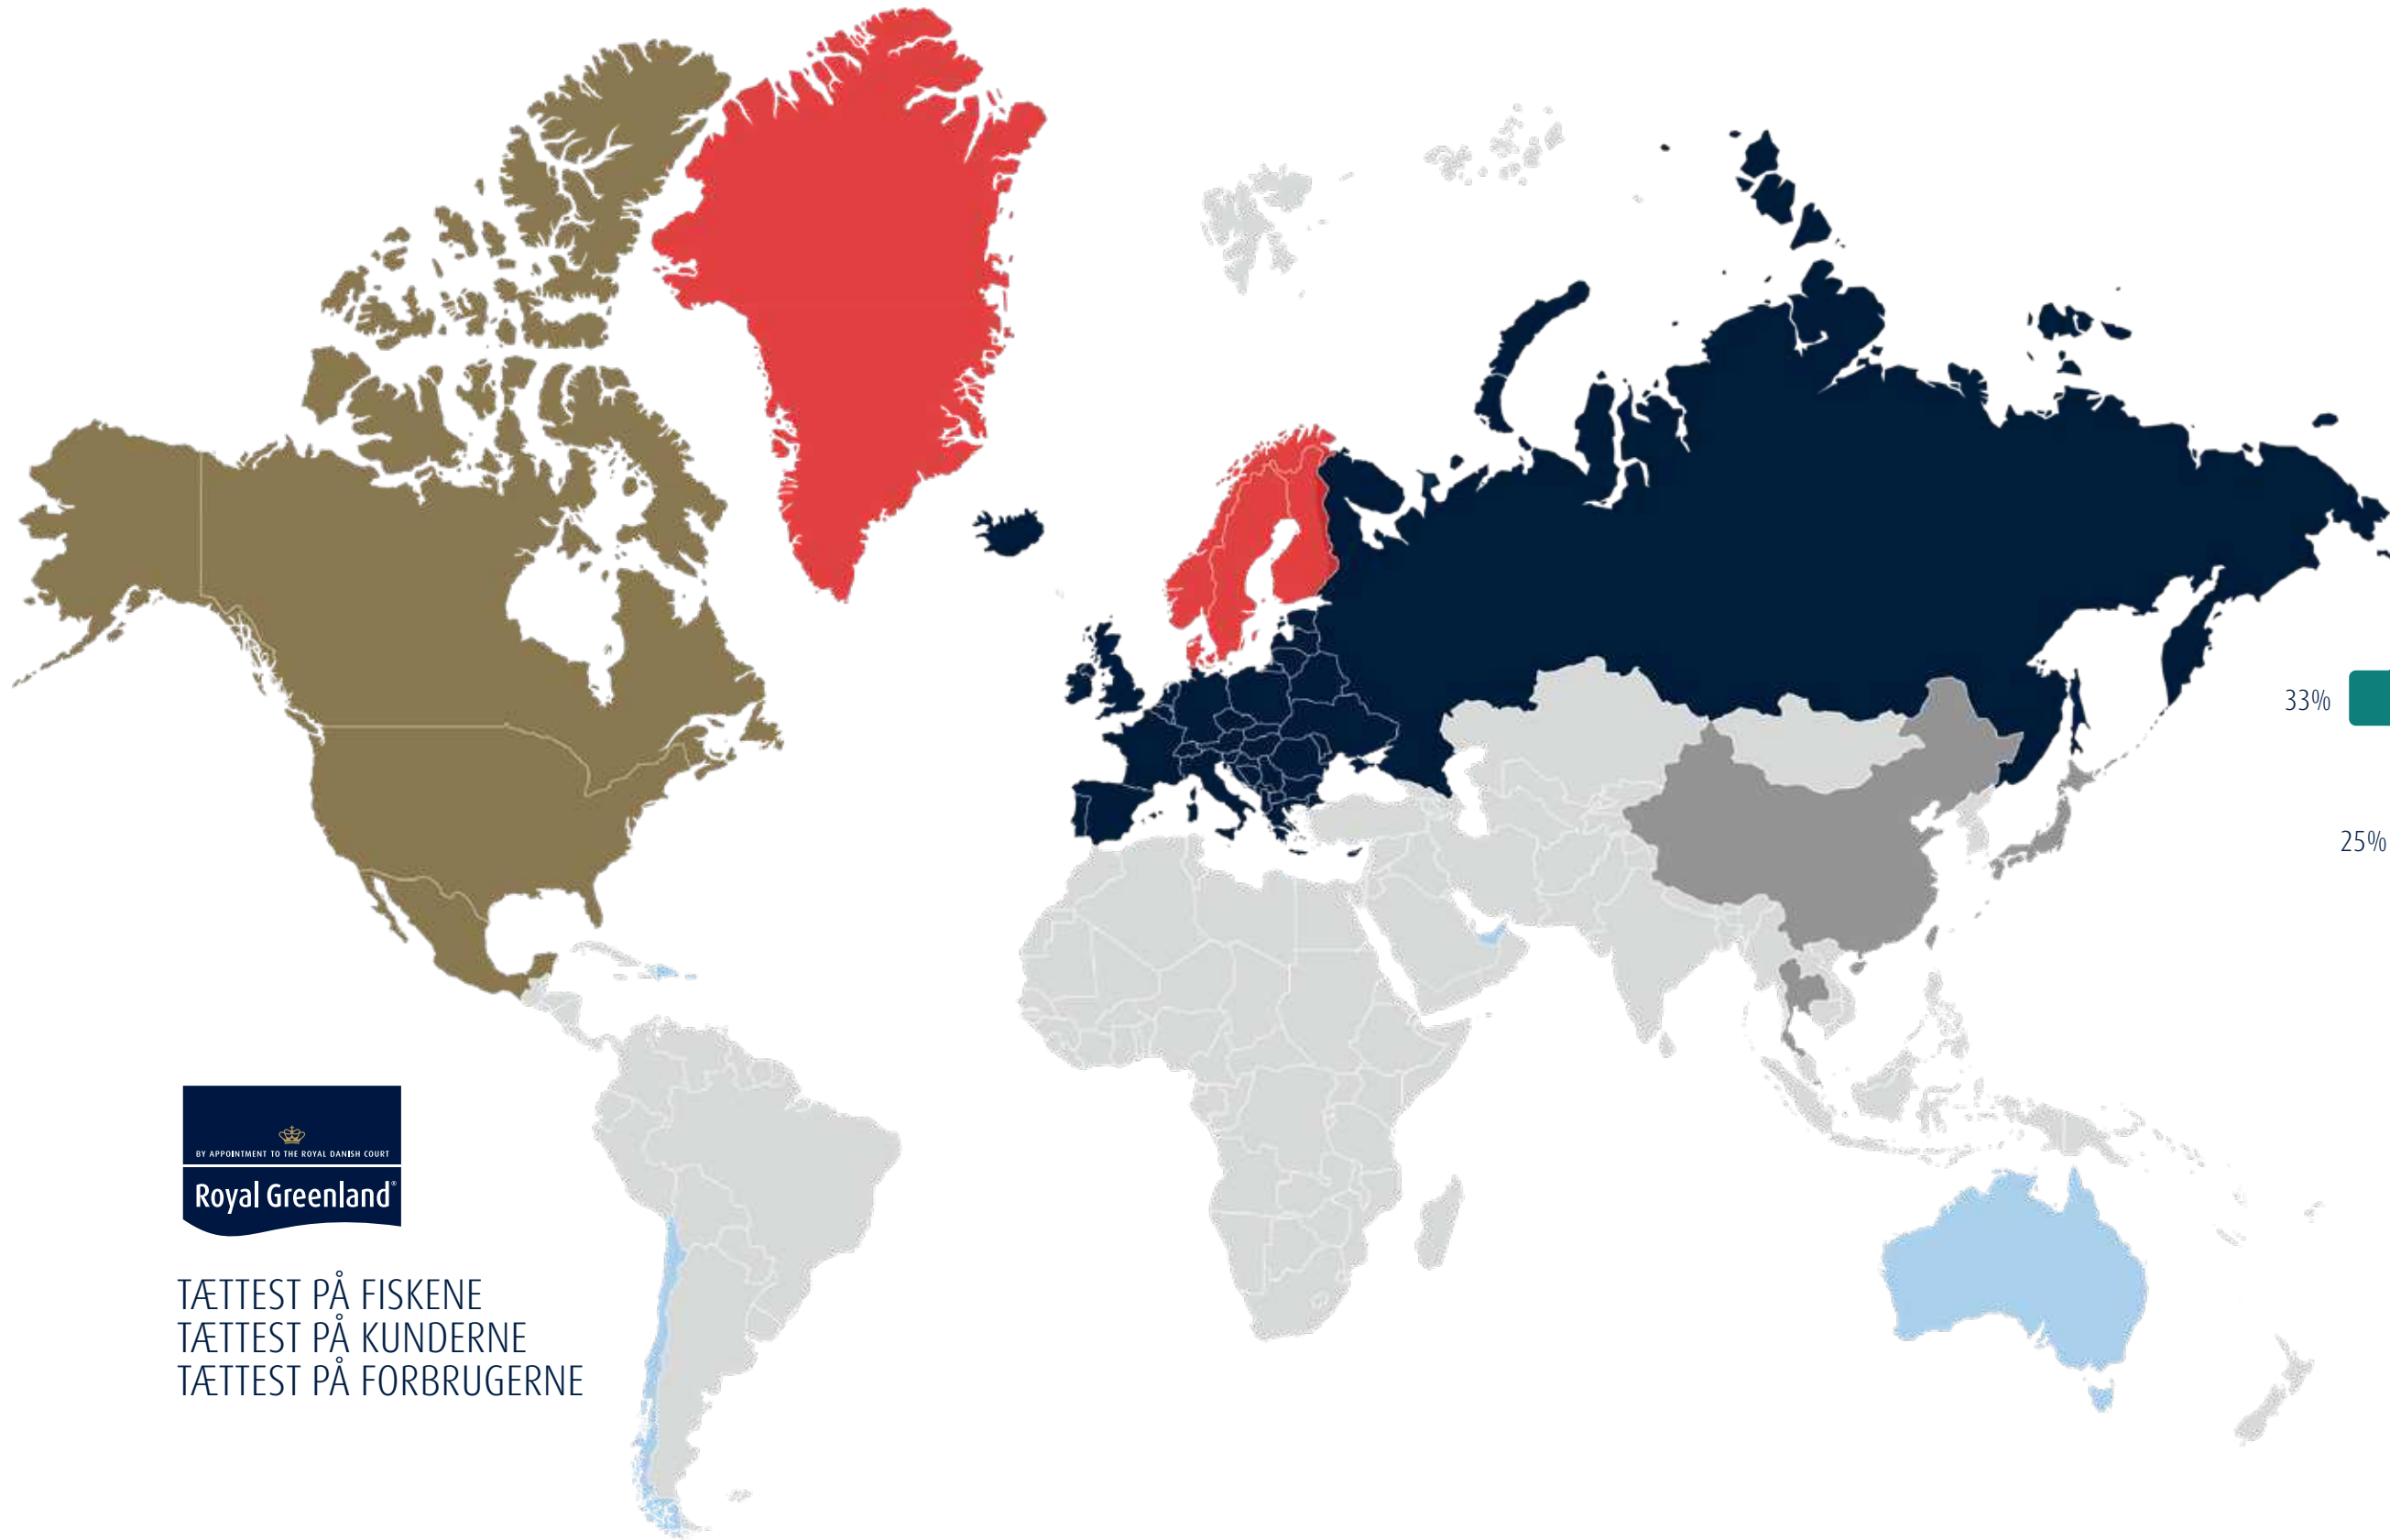 33%
25%
BY APPOINTMENT TO THE ROYAL DANISH COURT
Royal Greenland®
TÆTTEST PÅ FISKENE
TÆTTEST PÅ KUNDERNE
TÆTTEST PÅ FORBRUGERNE